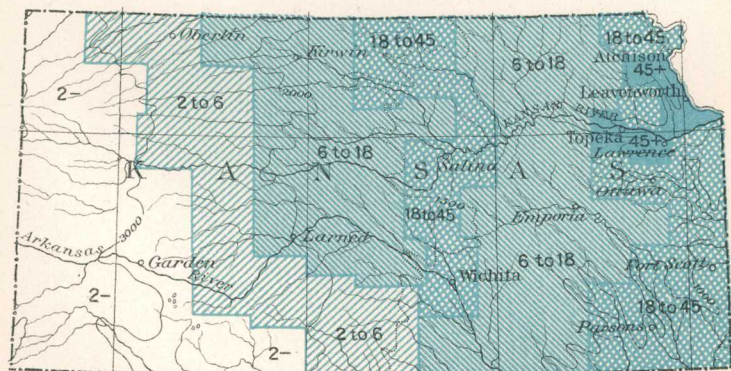 Oberlin
Kirwin
18 to 45
18 to 45
Atchison
45+
6 to 18
Leavenworth
2-
2 to 6
2000
KANSAS RIVER
Topeka
45+
Lawrence
6 to 18
Salina
K A N S A S
Ottawa
18 to 45
1500
Emporia
3000
Arkansas River
Garden
Larned
6 to 18
Fort Scott
Wichita
2-
18 to 45
1000
2 to 6
Parsons
2-